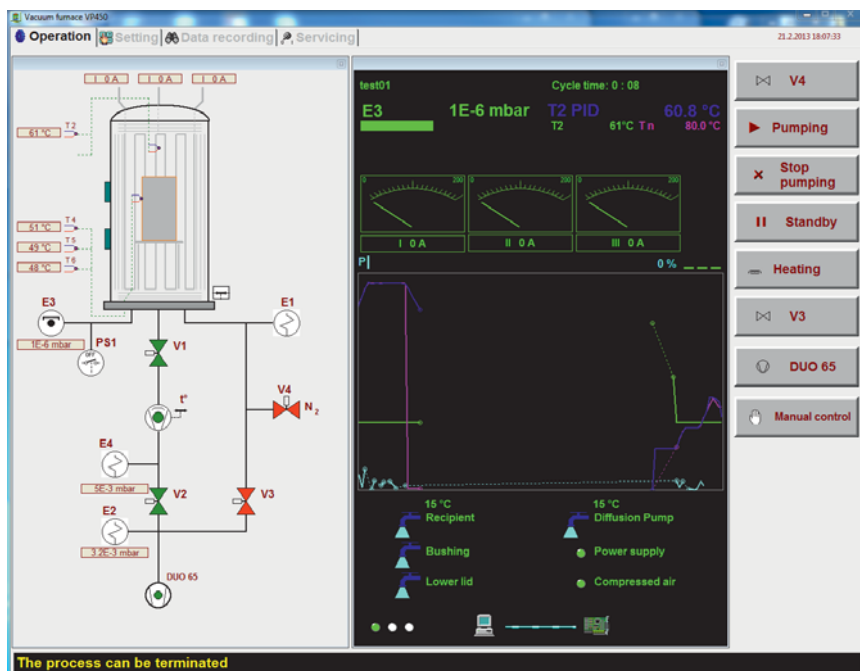 Vacuum furnace VP450
Operation Setting Data recording Servicing
21.2.2013 18:07:33
I 0 A I 0 A I 0 A
T2
61 °C
T4
51 °C
T5
49 °C
T6
48 °C
E3
1E-6 mbar
PS1
OFF
E1
V1
t°
V4
N2
E4
5E-3 mbar
V2
V3
E2
3.2E-3 mbar
DUO 65
test01 Cycle time: 0 : 08
E3 1E-6 mbar T2 PID 60.8 °C
T2 61°C T n 80.0 °C
0 200 0 200 0 200
I 0 A II 0 A III 0 A
P 0 %
15 °C 15 °C
Recipient Diffusion Pump
Bushing Power supply
Lower lid Compressed air
V4
Pumping
Stop
pumping
Standby
Heating
V3
DUO 65
Manual control
The process can be terminated